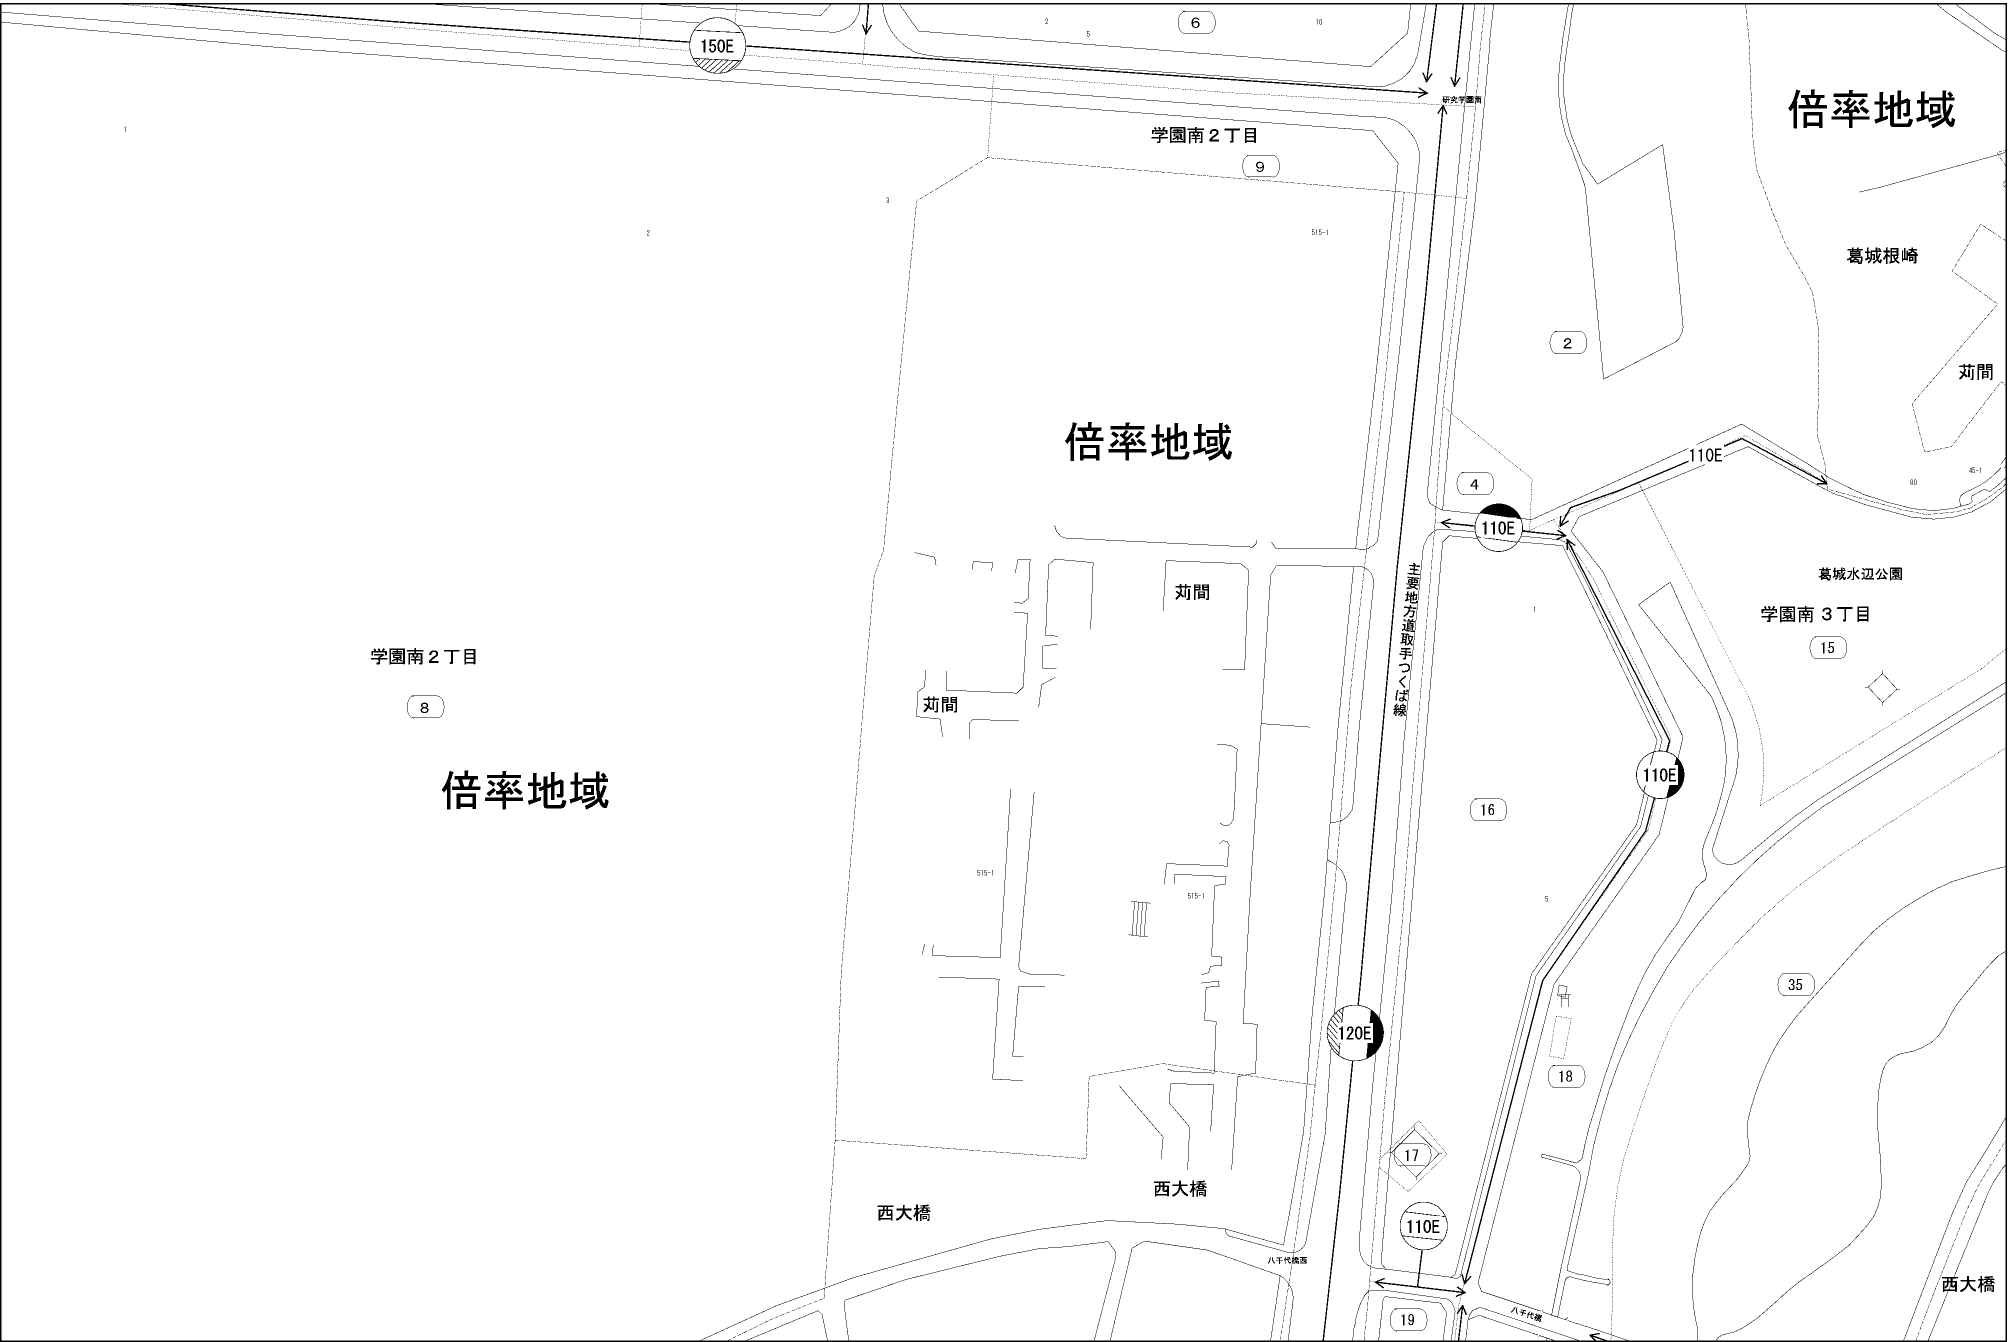 6
2
10
5
150E
研究学園南
倍率地域
1
学園南２丁目
9
3
2
515-1
葛城根崎
2
苅間
倍率地域
110E
45-1
80
4
110E
葛城水辺公園
主要地方道取手つくば線
苅間
1
学園南３丁目
15
学園南２丁目
8
苅間
110E
倍率地域
16
515-1
515-1
5
35
120E
18
17
西大橋
西大橋
110E
八千代橋西
西大橋
19
八千代橋